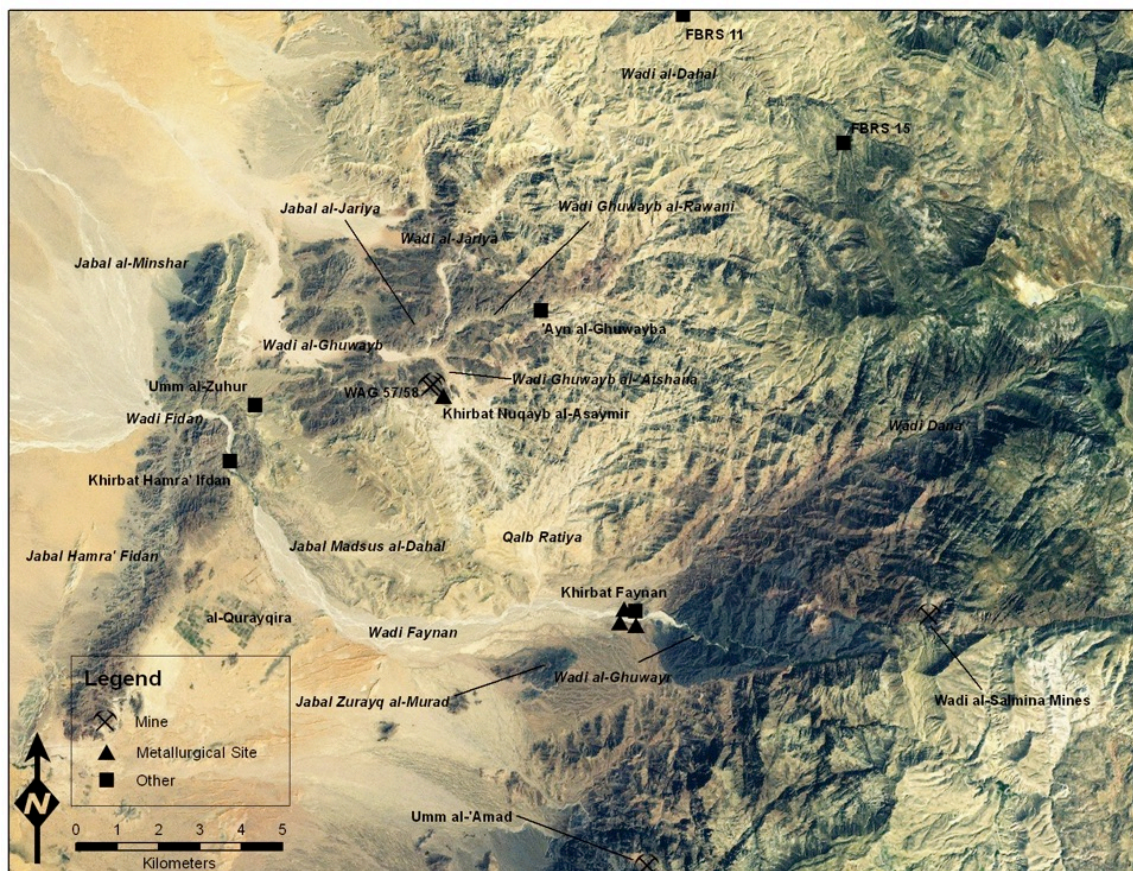 FBRS 11
Wadi al-Dahal
FBRS 15
Jabal al-Jariya
Wadi Ghuwayb al-Rawani
Wadi al-Jariya
Jabal al-Minshar
'Ayn al-Ghuwayba
Wadi al-Ghuwayb
Wadi Ghuwayb al-'Atshana
Umm al-Zuhur
WAG 57/58
Khirbat Nuqayb al-Asaymir
Wadi Fidan
Wadi Dana
Khirbat Hamra' Ifdan
Qalb Ratiya
Jabal Madsus al-Dahal
Jabal Hamra' Fidan
Khirbat Faynan
al-Qurayqira
Wadi Faynan
Wadi al-Ghuwayr
Jabal Zurayq al-Murad
Wadi al-Salmina Mines
Legend
Mine
Metallurgical Site
Other
N
0 1 2 3 4 5
Kilometers
Umm al-'Amad